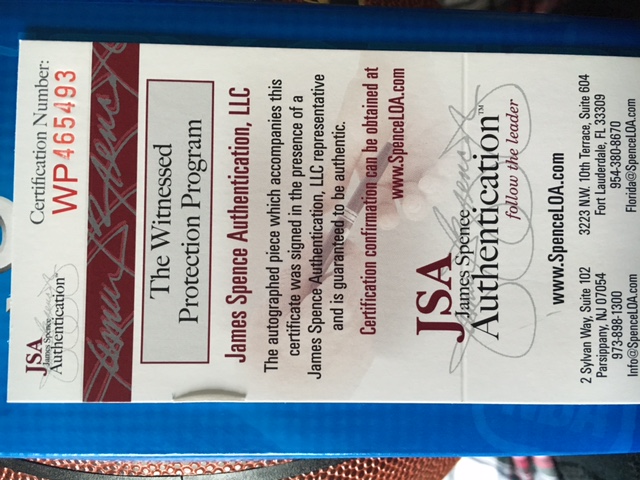 JSA
James Spence
Authentication™
Certification Number:
WP465493
The Witnessed
Protection Program
James Spence Authentication, LLC
The autographed piece which accompanies this
certificate was signed in the presence of a
James Spence Authentication, LLC representative
and is guaranteed to be authentic.
Certification confirmation can be obtained at
www.SpenceLOA.com
JSA
James Spence
Authentication™
follow the leader
www.SpenceLOA.com
2 Sylvan Way, Suite 102
Parsippany, NJ 07054
973-898-1300
Info@SpenceLOA.com
3223 N.W. 10th Terrace, Suite 604
Fort Lauderdale, FL 33309
954-380-8670
Florida@SpenceLOA.com